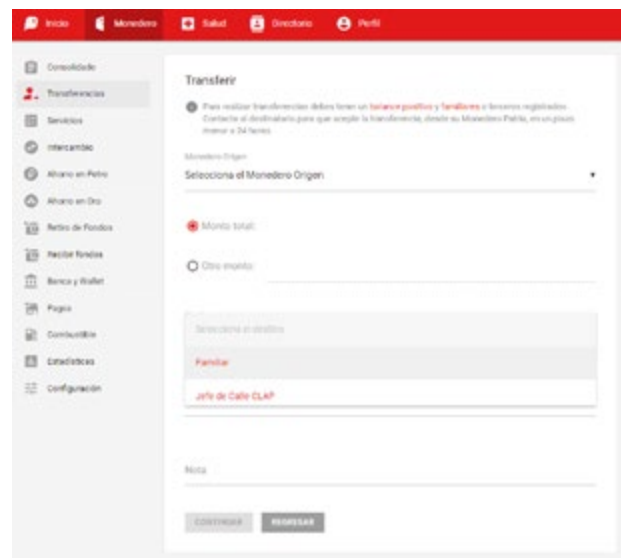 Inicio
Monedero
Salud
Directorio
Perfil
Consolidado
Transferencias
Servicios
Intercambio
Ahorro en Petro
Ahorro en Oro
Retiro de Fondos
Recibir fondos
Banca y Wallet
Pagos
Combustible
Estadísticas
Configuración
Transferir
Para realizar transferencias debes tener un balance positivo y familiares o terceros registrados.
Contacta al destinatario para que acepte la transferencia, desde su Monedero Patria, en un plazo
menor a 24 horas.
Monedero Origen
Selecciona el Monedero Origen
Monto total:
Otro monto:
Selecciona el destino
Familiar
Jefe de Calle CLAP
Nota
CONTINUAR
REGRESAR